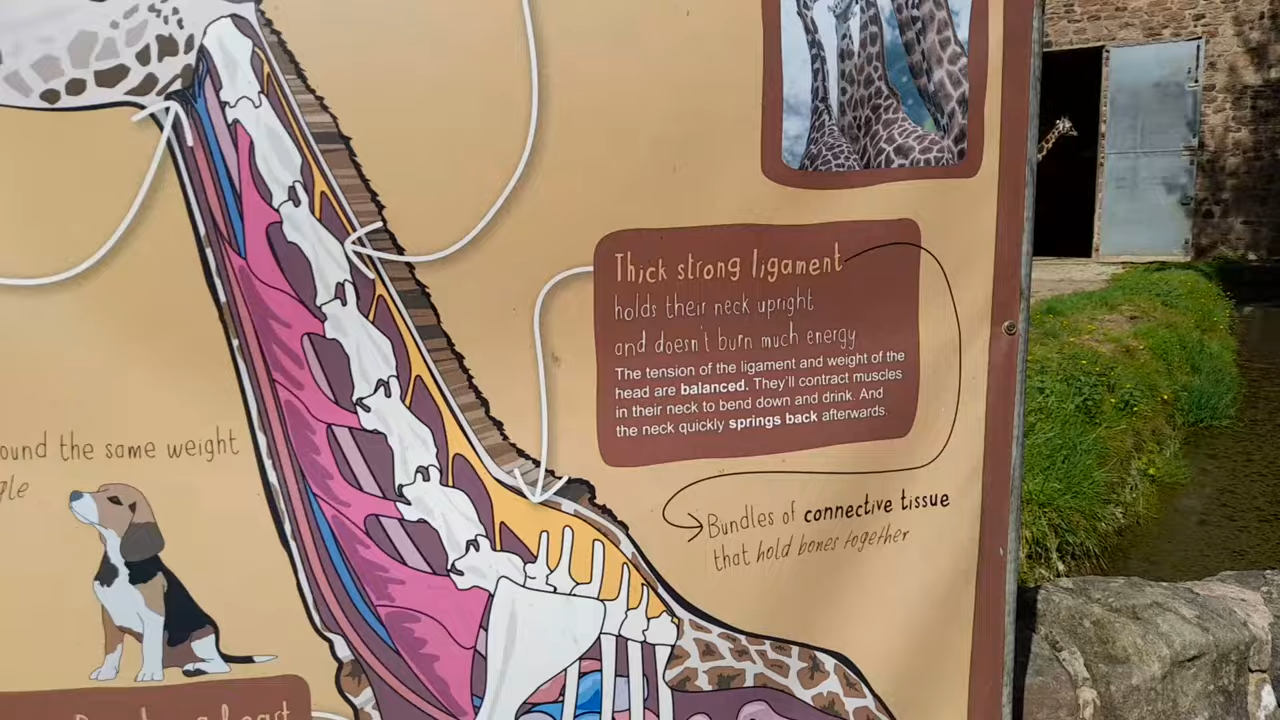 Thick strong ligament
holds their neck upright
and doesn't burn much energy
The tension of the ligament and weight of the
head are balanced. They'll contract muscles
in their neck to bend down and drink. And
the neck quickly springs back afterwards.
Bundles of connective tissue
that hold bones together
the same weight
heart